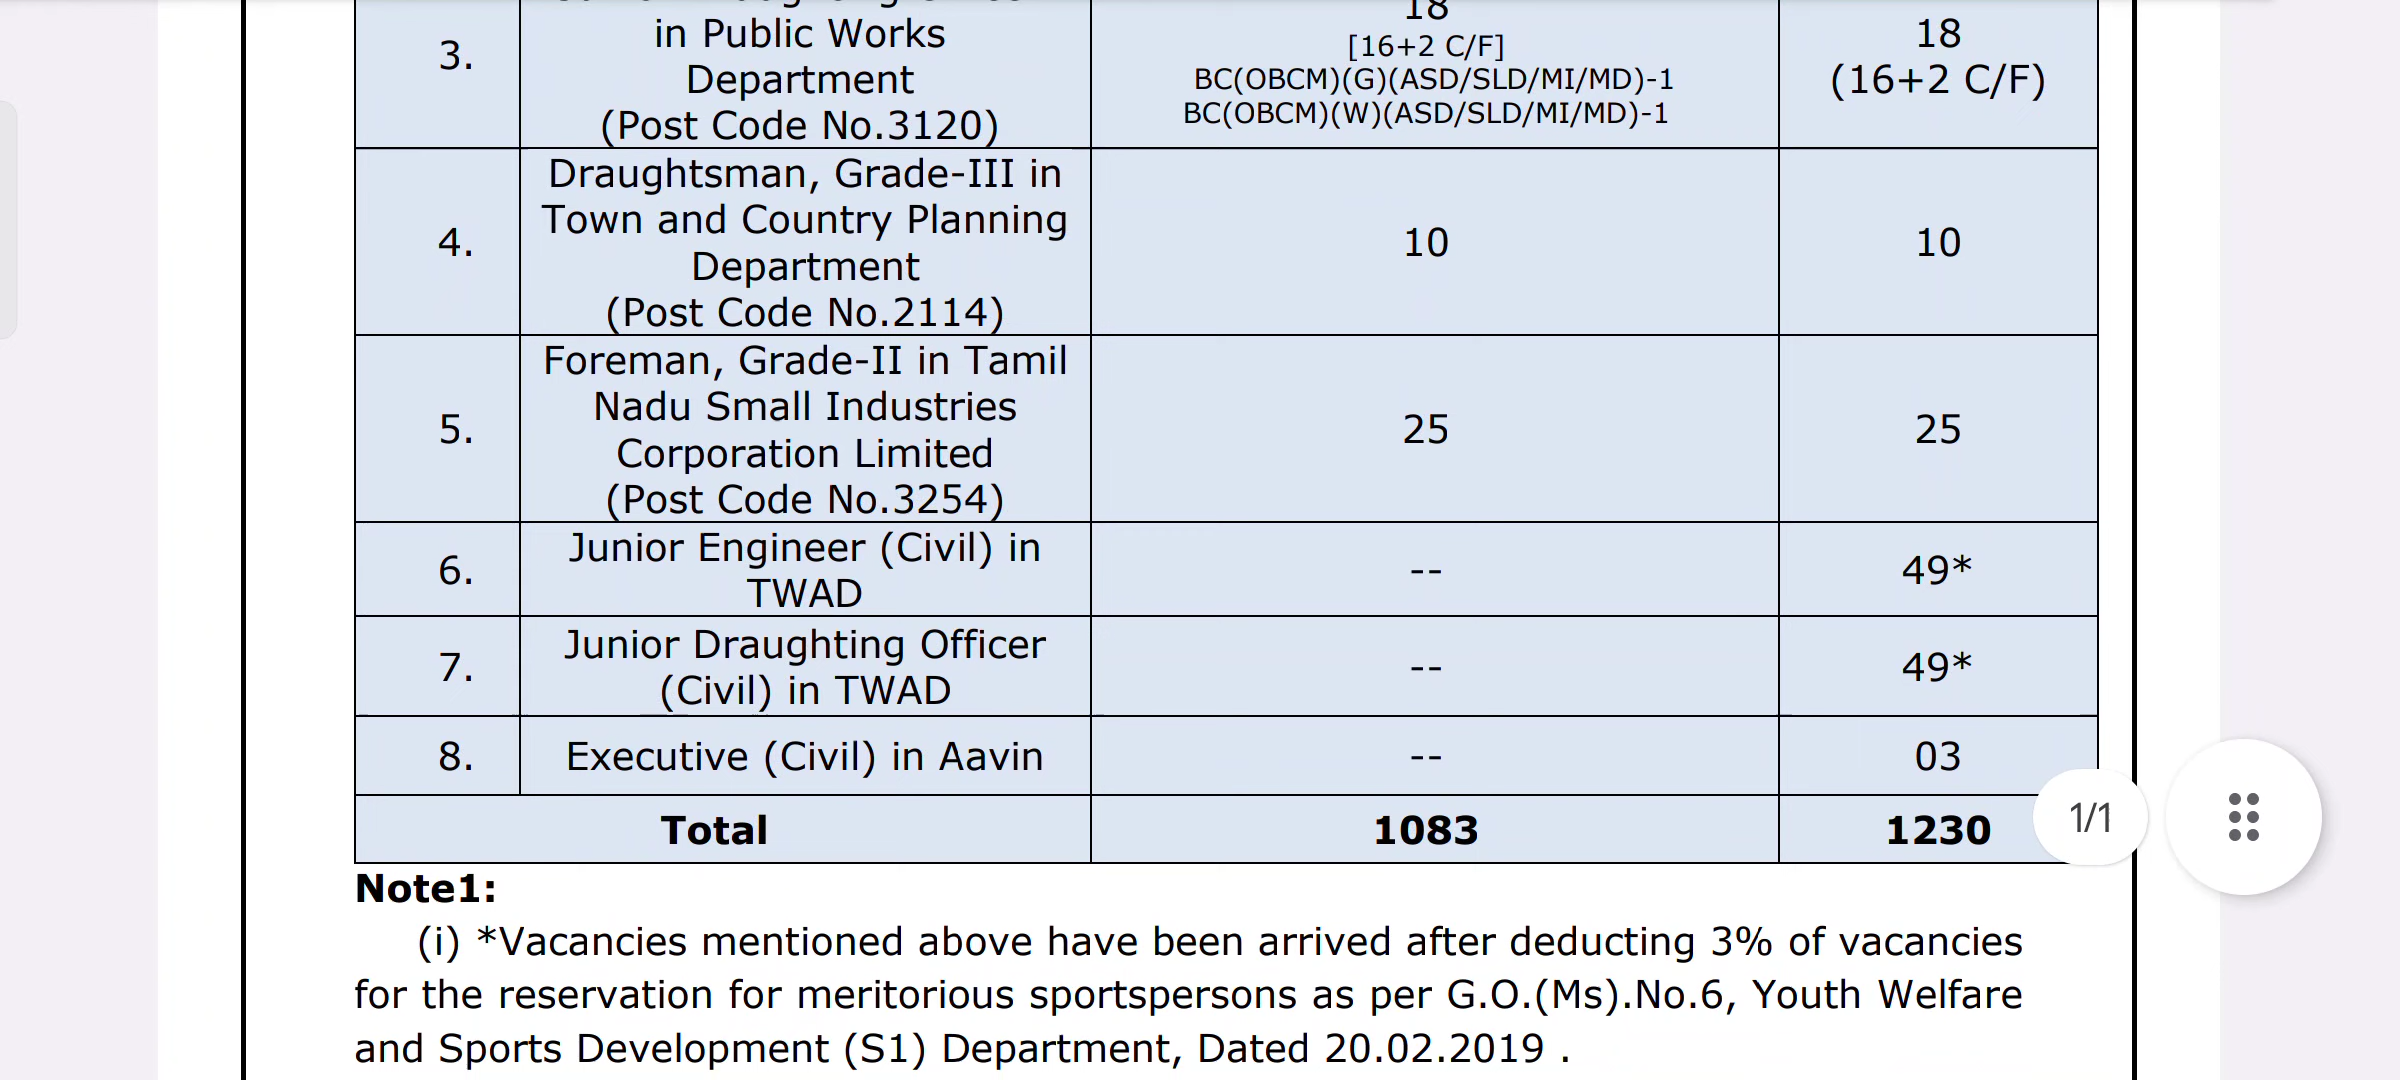 18
3.
in Public Works
Department
(Post Code No.3120)
[16+2 C/F]
BC(OBCM)(G)(ASD/SLD/MI/MD)-1
BC(OBCM)(W)(ASD/SLD/MI/MD)-1
18
(16+2 C/F)
4.
Draughtsman, Grade-III in
Town and Country Planning
Department
(Post Code No.2114)
10
10
5.
Foreman, Grade-II in Tamil
Nadu Small Industries
Corporation Limited
(Post Code No.3254)
25
25
6.
Junior Engineer (Civil) in
TWAD
--
49*
7.
Junior Draughting Officer
(Civil) in TWAD
--
49*
8.
Executive (Civil) in Aavin
--
03
Total
1083
1230
1/1
Note1:
(i) *Vacancies mentioned above have been arrived after deducting 3% of vacancies
for the reservation for meritorious sportspersons as per G.O.(Ms).No.6, Youth Welfare
and Sports Development (S1) Department, Dated 20.02.2019 .